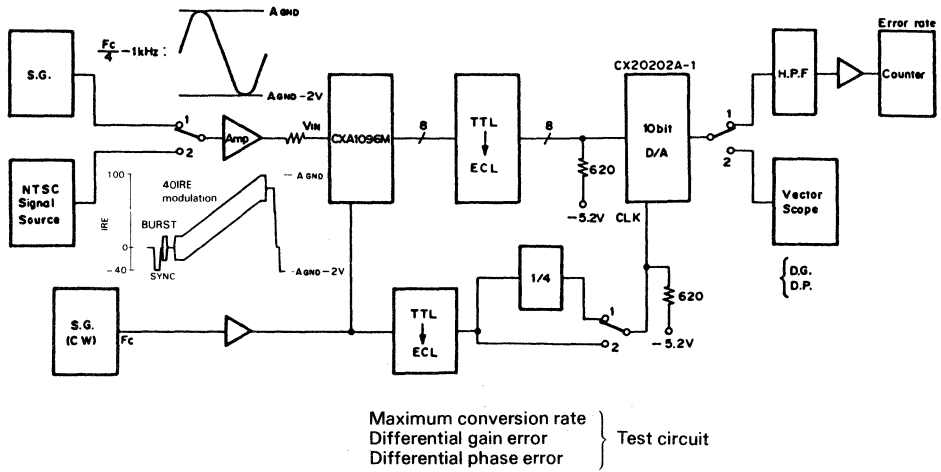 AGND
Error rate
Fc/4 −1kHz :
S.G.
CX20202A-1
H.P.F
Counter
AGND−2V
1
2
Amp
VIN
CXA1096M
8
TTL
ECL
8
10bit
D/A
1
2
620
−5.2V
CLK
NTSC
Signal
Source
100
0
−40
IRE
40IRE
modulation
BURST
SYNC
AGND
AGND−2V
Vector
Scope
D.G.
D.P.
1/4
620
1
2
−5.2V
S.G.
(CW)
Fc
TTL
ECL
Maximum conversion rate
Differential gain error
Differential phase error
Test circuit